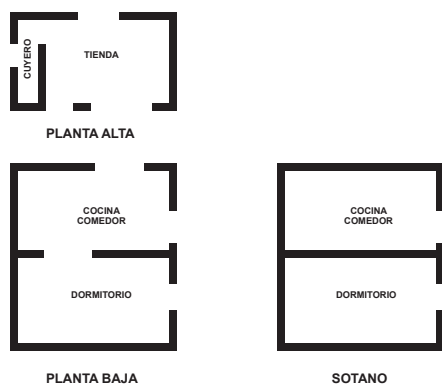 CUYERO
TIENDA
PLANTA ALTA
COCINA
COMEDOR
DORMITORIO
PLANTA BAJA
COCINA
COMEDOR
DORMITORIO
SOTANO